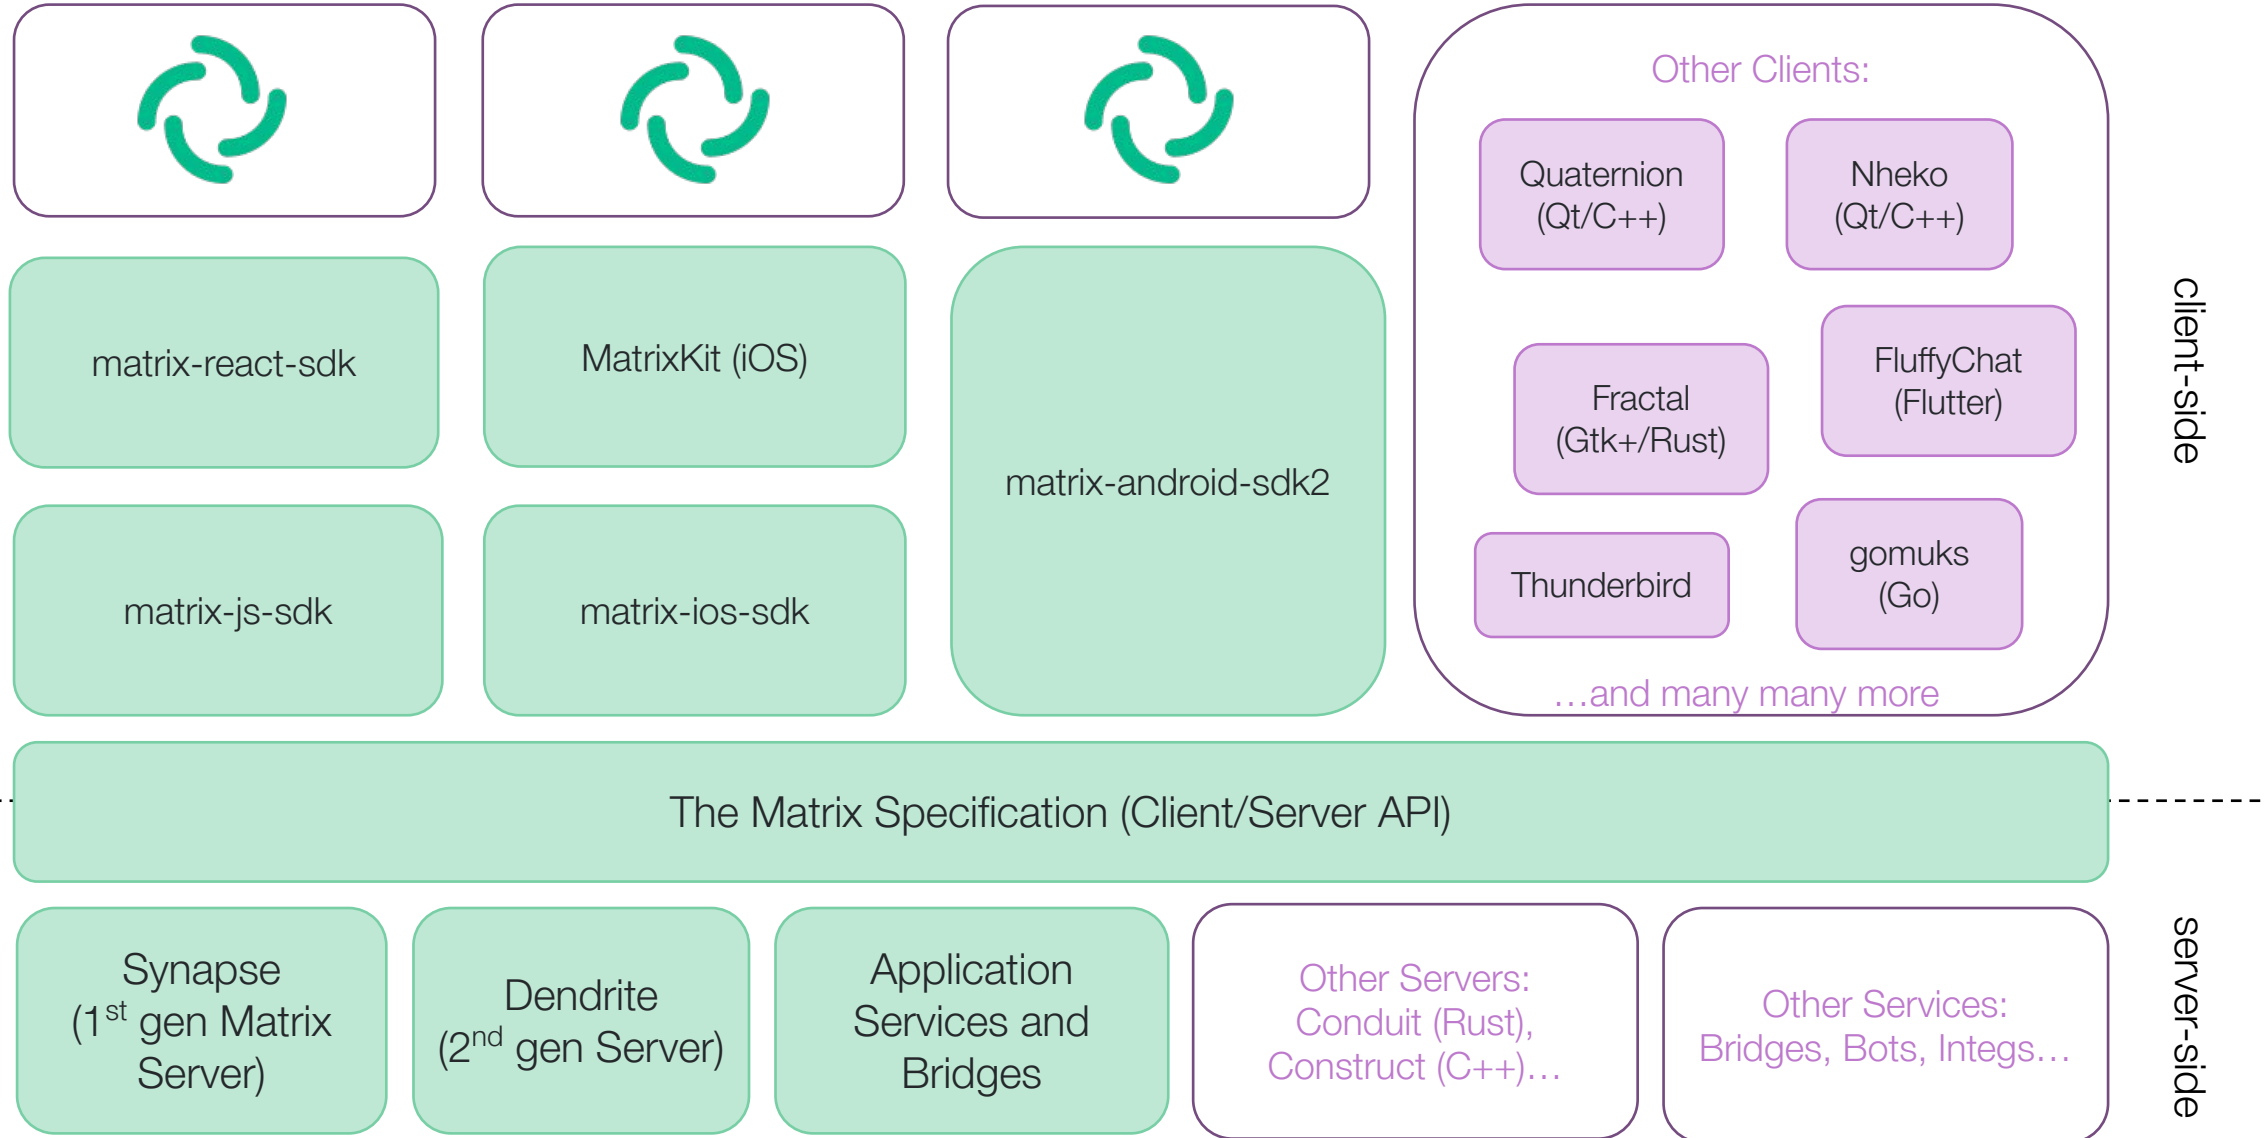 Other Clients:
Quaternion
(Qt/C++)
Nheko
(Qt/C++)
matrix-react-sdk
MatrixKit (iOS)
matrix-android-sdk2
Fractal
(Gtk+/Rust)
FluffyChat
(Flutter)
client-side
matrix-js-sdk
matrix-ios-sdk
Thunderbird
gomuks
(Go)
…and many many more
The Matrix Specification (Client/Server API)
Synapse
(1st gen Matrix
Server)
Dendrite
(2nd gen Server)
Application
Services and
Bridges
Other Servers:
Conduit (Rust),
Construct (C++)…
Other Services:
Bridges, Bots, Integs…
server-side